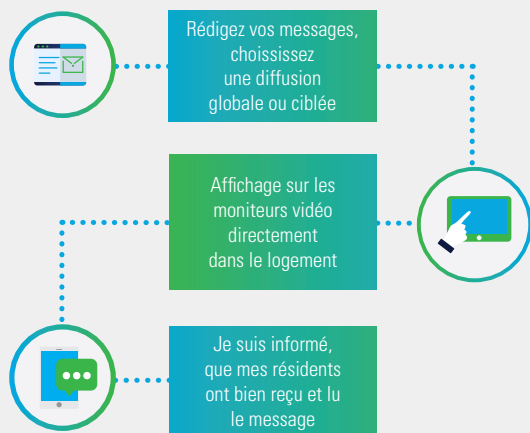 Rédigez vos messages,
choississez
une diffusion
globale ou ciblée
Affichage sur les
moniteurs vidéo
directement
dans le logement
Je suis informé,
que mes résidents
ont bien reçu et lu
le message